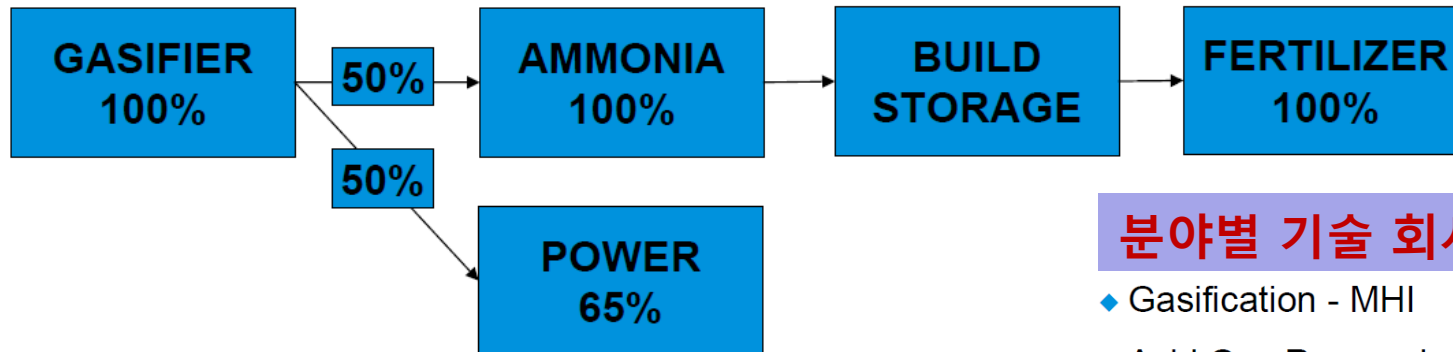 GASIFIER
100%
50%
AMMONIA
100%
BUILD
STORAGE
FERTILIZER
100%
50%
POWER
65%
분야별 기술
Gasification - MHI